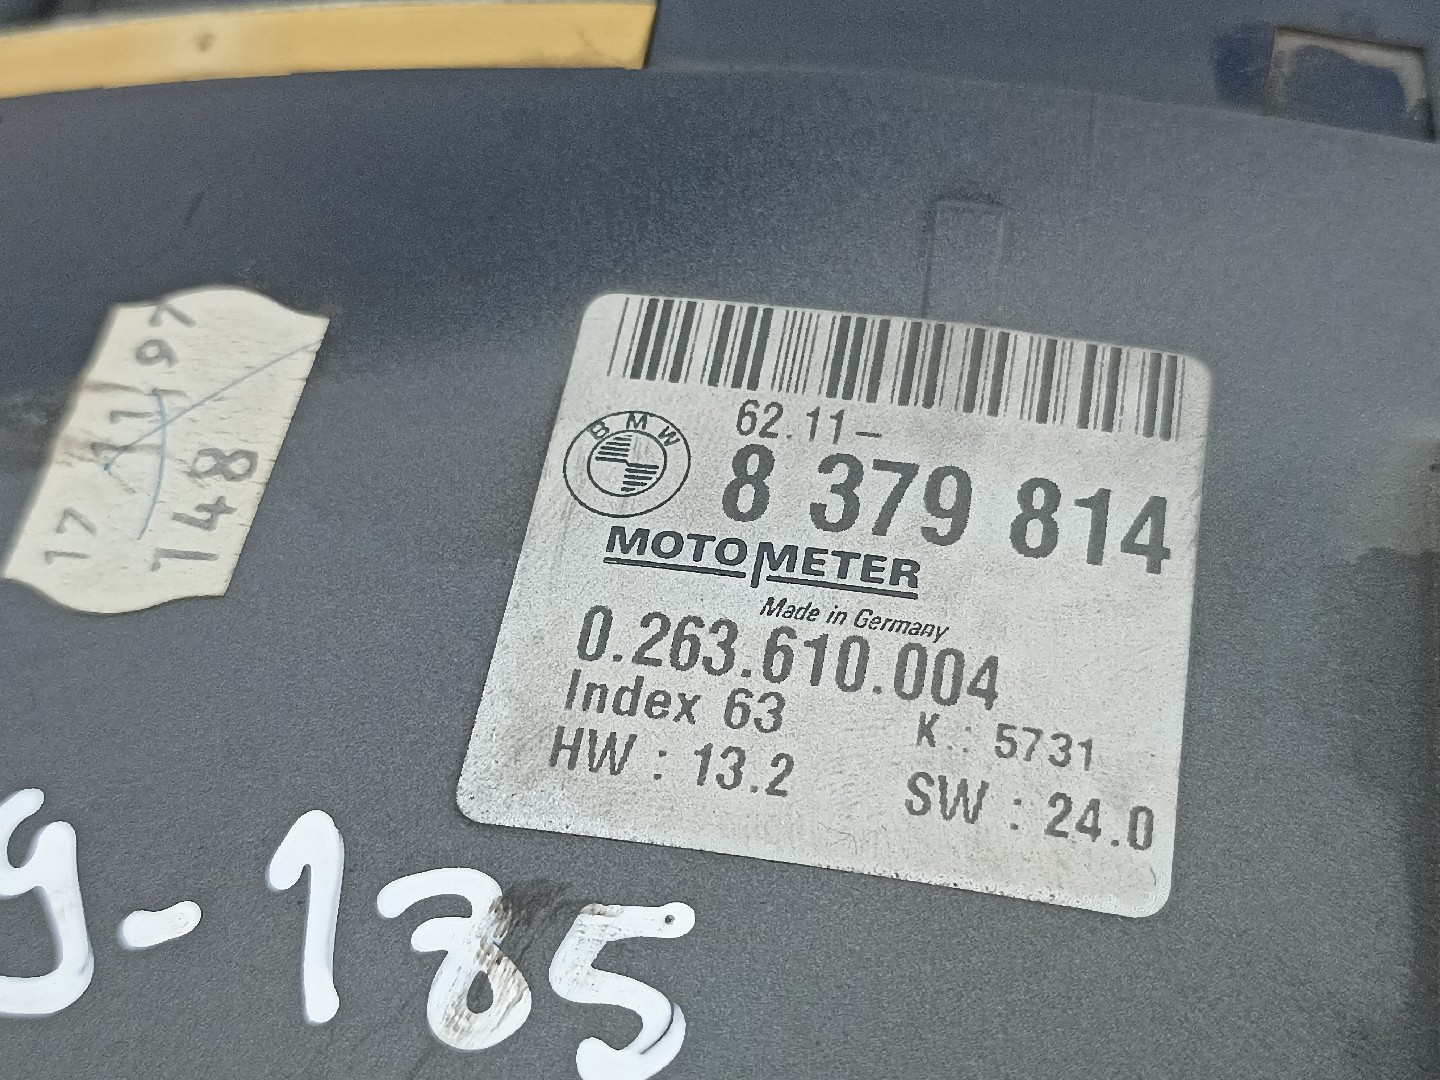 17 11 97
148
BMW
62.11-
8 379 814
MOTOMETER
Made in Germany
0.263.610.004
Index 63
K.: 5731
HW : 13.2
SW : 24.0
9-185